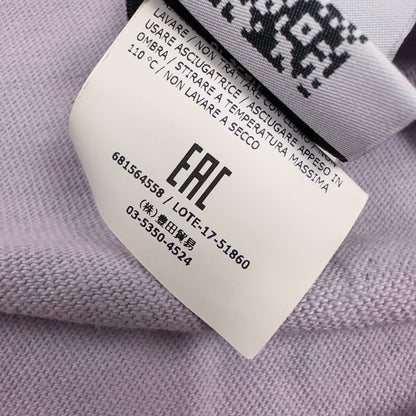 LAVARE / NON TRATTARE CON CLORO / NON
USARE ASCIUGATRICE / ASCIUGARE APPESO IN
OMBRA / STIRARE A TEMPERATURA MASSIMA
110 °C / NON LAVARE A SECCO
EAC
681564558 / LOTE-17-51860
(株)豊田貿易
03-5350-4524